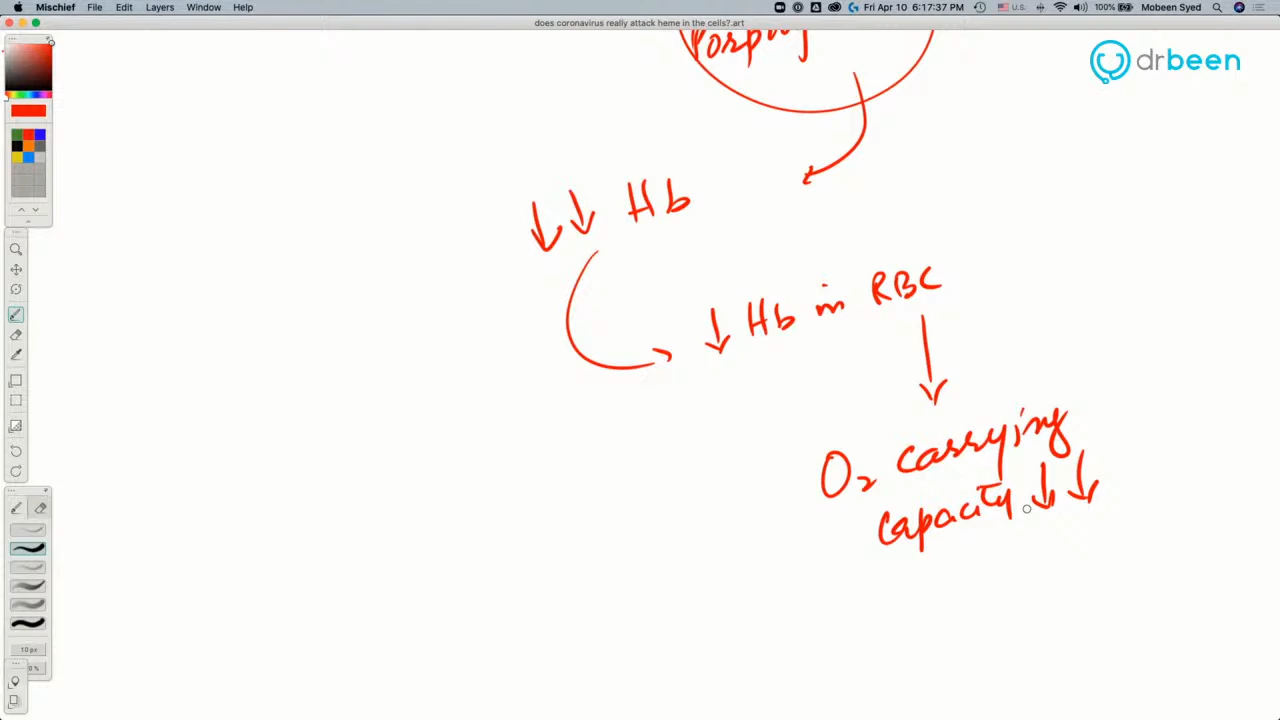 Mischief File Edit Layers Window Help
Fri Apr 10 6:17:37 PM U.S. 100% Mobeen Syed
does coronavirus really attack heme in the cells?.art
drbeen
↓↓ Hb
↓ Hb in RBC
↓
O₂ carrying
capacity ↓↓
10 px